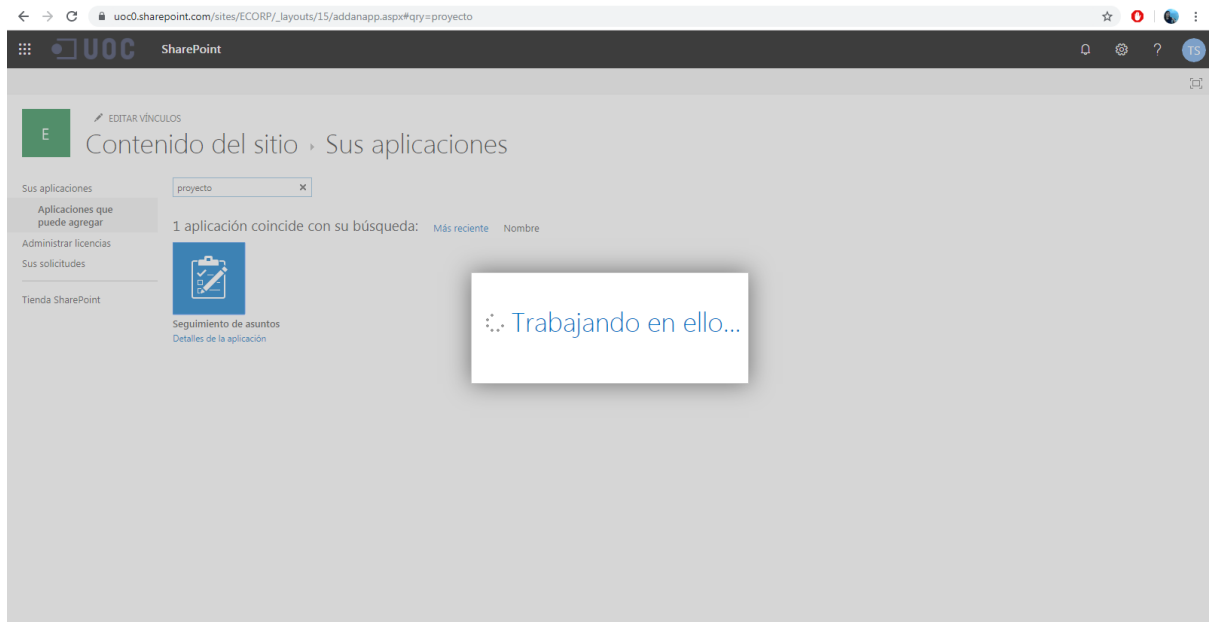 uoc0.sharepoint.com/sites/ECORP/_layouts/15/addanapp.aspx#qry=proyecto
UOC SharePoint ? TS
EDITAR VÍNCULOS
E
Contenido del sitio › Sus aplicaciones
Sus aplicaciones
proyecto
Aplicaciones que
puede agregar
1 aplicación coincide con su búsqueda: Más reciente Nombre
Administrar licencias
Sus solicitudes
Tienda SharePoint
Seguimiento de asuntos
Detalles de la aplicación
Trabajando en ello...